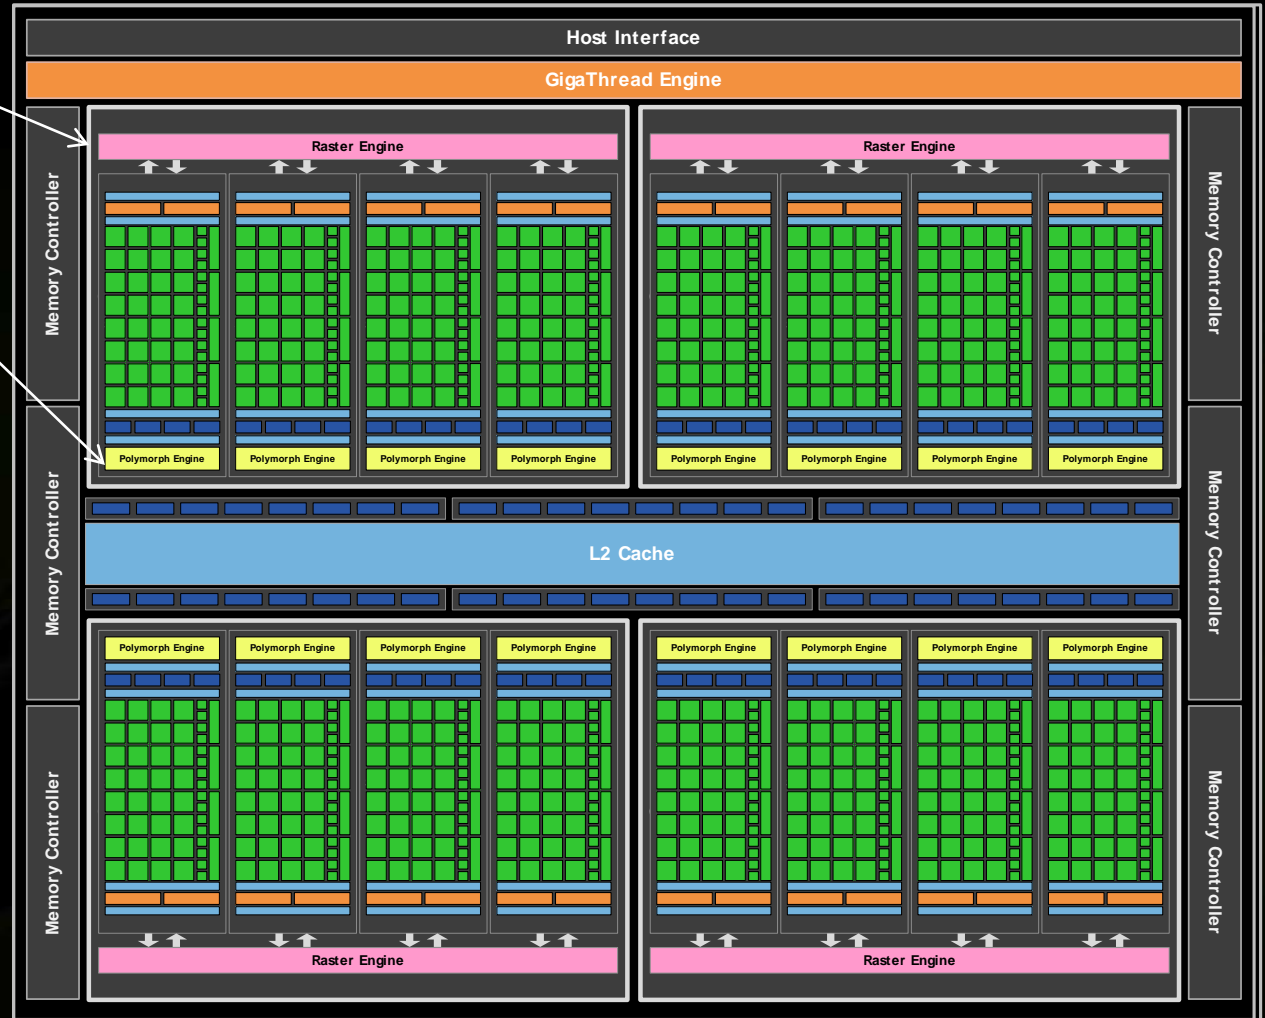 Host Interface
GigaThread Engine
Raster Engine
Raster Engine
Memory Controller
Memory Controller
Polymorph Engine
Polymorph Engine
Polymorph Engine
Polymorph Engine
Polymorph Engine
Polymorph Engine
Polymorph Engine
Polymorph Engine
Memory Controller
Memory Controller
L2 Cache
Polymorph Engine
Polymorph Engine
Polymorph Engine
Polymorph Engine
Polymorph Engine
Polymorph Engine
Polymorph Engine
Polymorph Engine
Memory Controller
Memory Controller
Raster Engine
Raster Engine